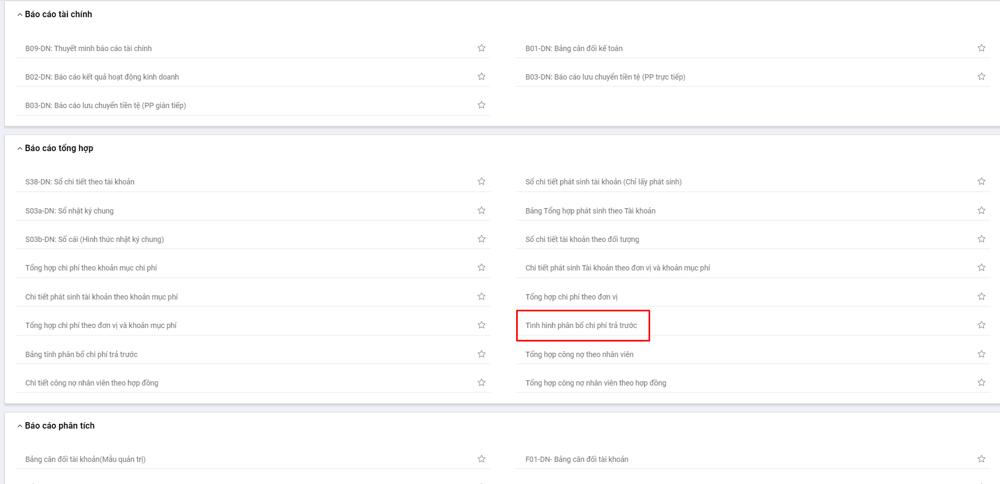 Báo cáo tài chính
B09-DN: Thuyết minh báo cáo tài chính
B01-DN: Bảng cân đối kế toán
B02-DN: Báo cáo kết quả hoạt động kinh doanh
B03-DN: Báo cáo lưu chuyển tiền tệ (PP trực tiếp)
B03-DN: Báo cáo lưu chuyển tiền tệ (PP gián tiếp)
Báo cáo tổng hợp
S38-DN: Sổ chi tiết theo tài khoản
Sổ chi tiết phát sinh tài khoản (Chỉ lấy phát sinh)
S03a-DN: Sổ nhật ký chung
Bảng Tổng hợp phát sinh theo Tài khoản
S03b-DN: Sổ cái (Hình thức nhật ký chung)
Sổ chi tiết tài khoản theo đối tượng
Tổng hợp chi phí theo khoản mục chi phí
Chi tiết phát sinh Tài khoản theo đơn vị và khoản mục phí
Chi tiết phát sinh tài khoản theo khoản mục phí
Tổng hợp chi phí theo đơn vị
Tổng hợp chi phí theo đơn vị và khoản mục phí
Tình hình phân bổ chi phí trả trước
Bảng tính phân bổ chi phí trả trước
Tổng hợp công nợ theo nhân viên
Chi tiết công nợ nhân viên theo hợp đồng
Tổng hợp công nợ nhân viên theo hợp đồng
Báo cáo phân tích
Bảng cân đối tài khoản(Mẫu quản trị)
F01-DN- Bảng cân đối tài khoản